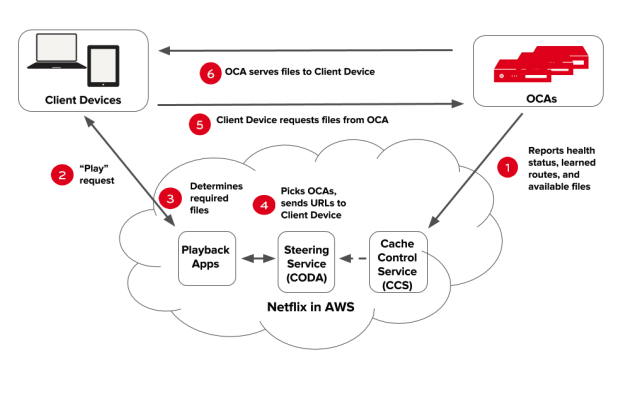 6
OCA serves files to Client Device
Client Devices
OCAs
5
Client Device requests files from OCA
1
Reports health
status, learned
routes, and
available files
2
“Play”
request
3
Determines
required
files
4
Picks OCAs,
sends URLs to
Client Device
Playback
Apps
Steering
Service
(CODA)
Cache
Control
Service
(CCS)
Netflix in AWS